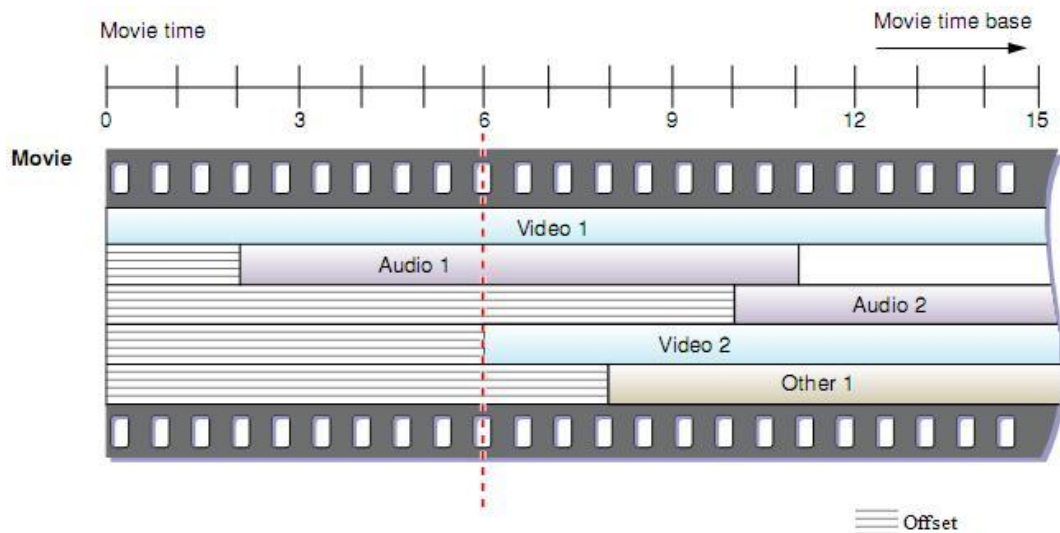 Movie time
Movie time base
0 3 6 9 12 15
Movie
Video 1
Audio 1
Audio 2
Video 2
Other 1
Offset